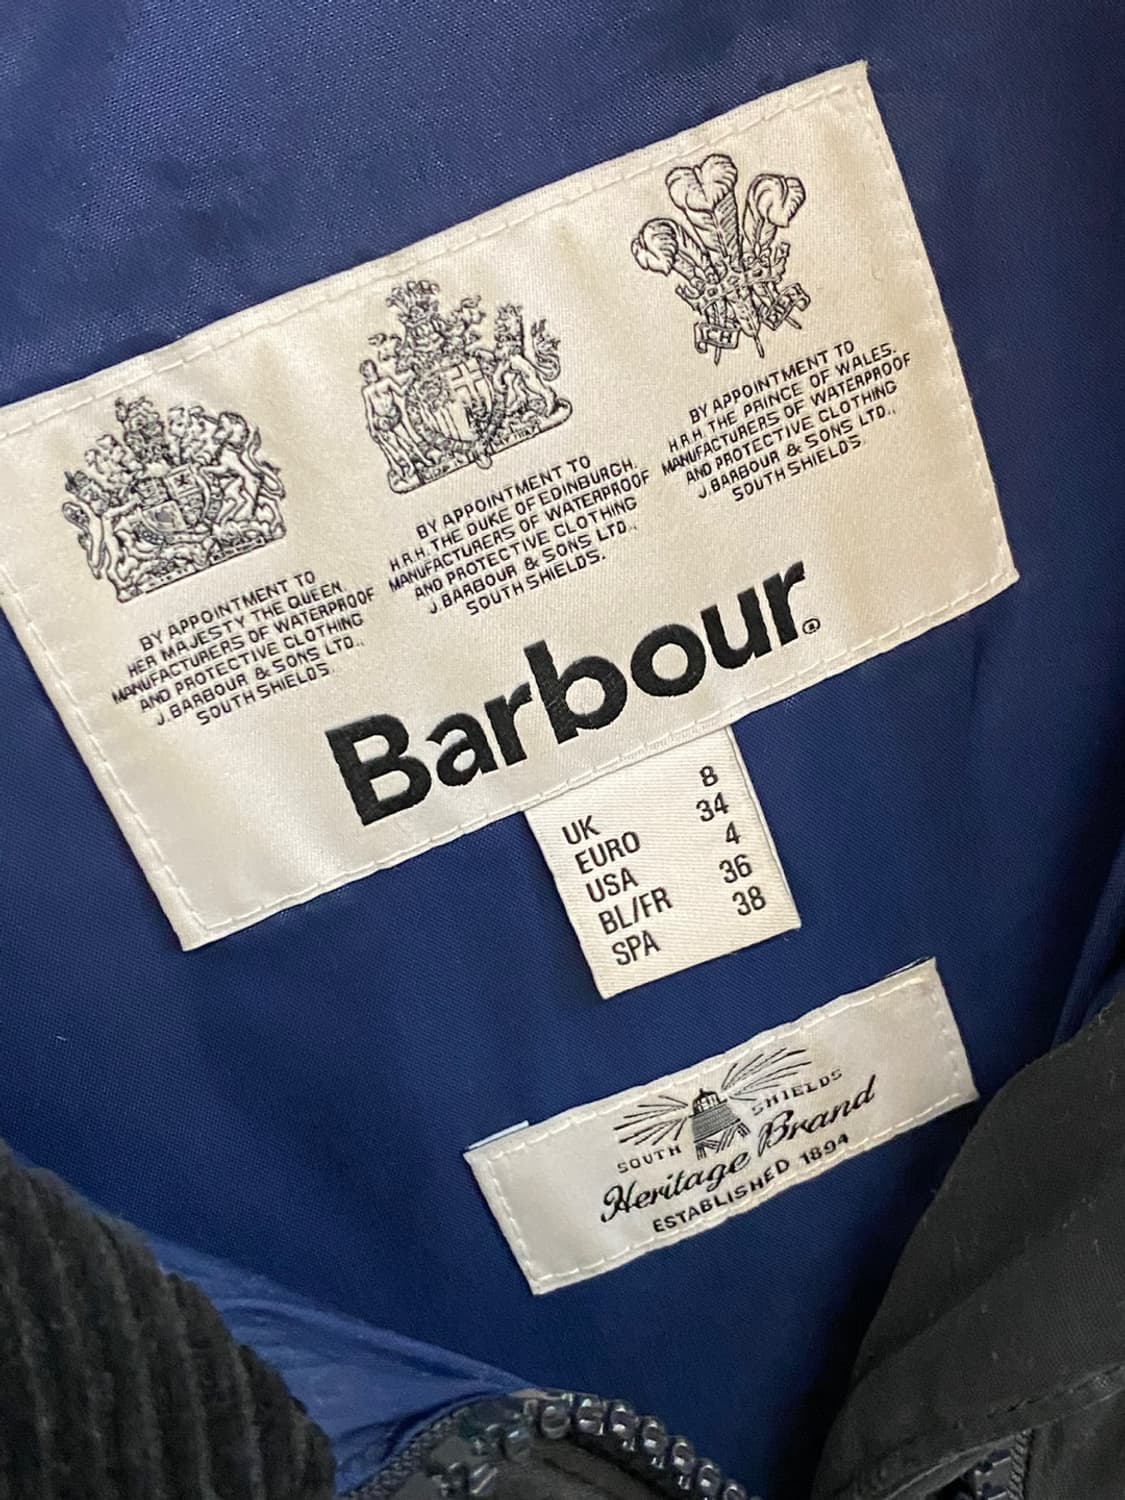 BY APPOINTMENT TO
HER MAJESTY THE QUEEN,
MANUFACTURERS OF WATERPROOF
AND PROTECTIVE CLOTHING
J. BARBOUR & SONS LTD.,
SOUTH SHIELDS.
BY APPOINTMENT TO
H.R.H. THE DUKE OF EDINBURGH.
MANUFACTURERS OF WATERPROOF
AND PROTECTIVE CLOTHING
J. BARBOUR & SONS LTD.,
SOUTH SHIELDS.
BY APPOINTMENT TO
H.R.H. THE PRINCE OF WALES.
MANUFACTURERS OF WATERPROOF
AND PROTECTIVE CLOTHING
J. BARBOUR & SONS LTD.,
SOUTH SHIELDS.
Barbour®
UK 8
EURO 34
USA 4
BL/FR 36
SPA 38
SOUTH SHIELDS
Heritage Brand
ESTABLISHED 1894